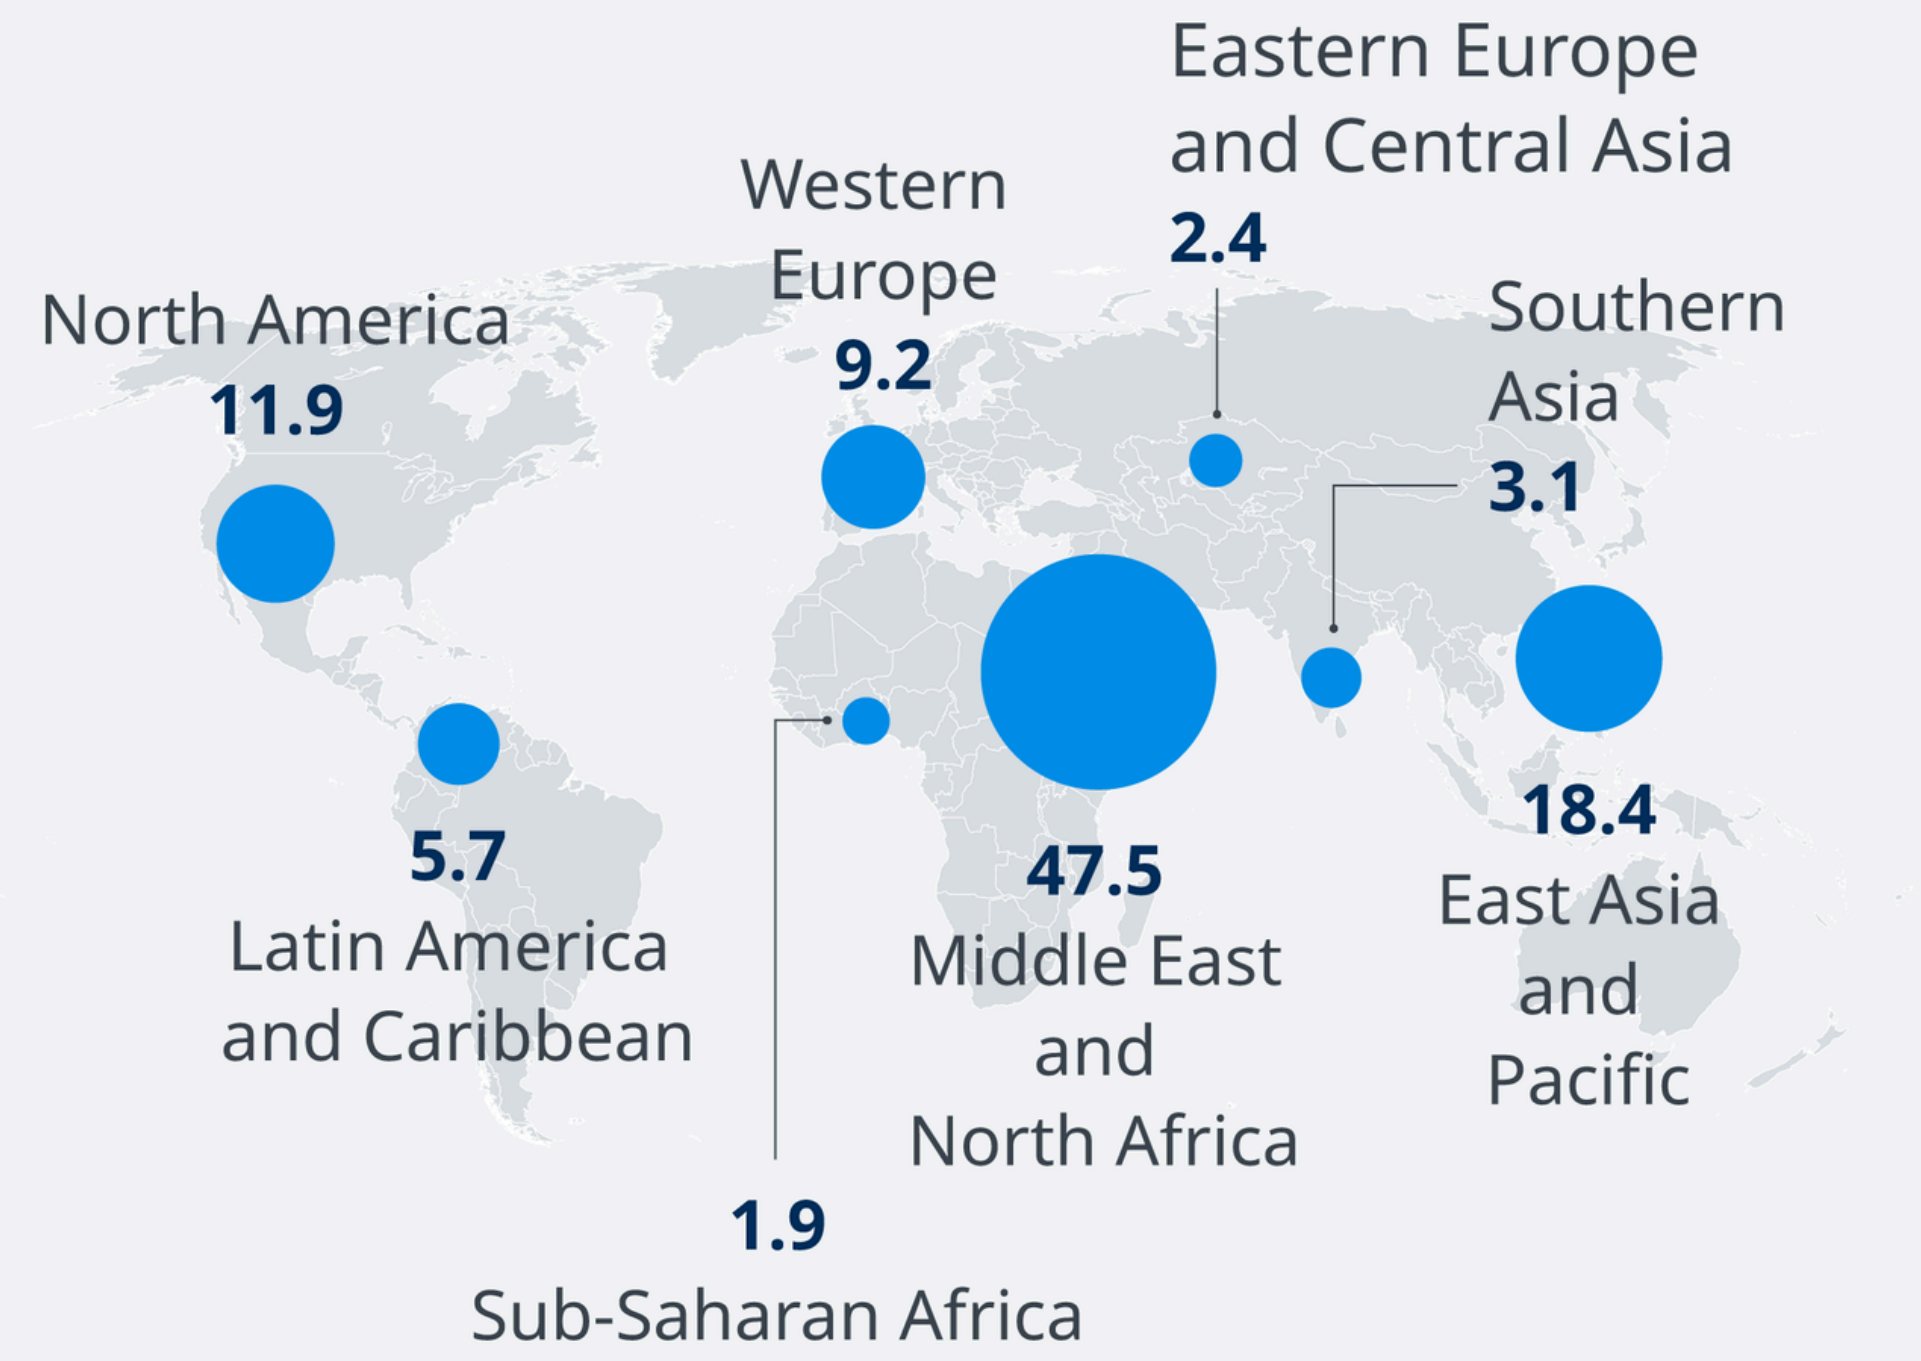 Eastern Europe
and Central Asia
2.4
Western
Europe
9.2
Southern
Asia
3.1
North America
11.9
5.7
Latin America
and Caribbean
47.5
Middle East
and
North Africa
18.4
East Asia
and
Pacific
1.9
Sub-Saharan Africa